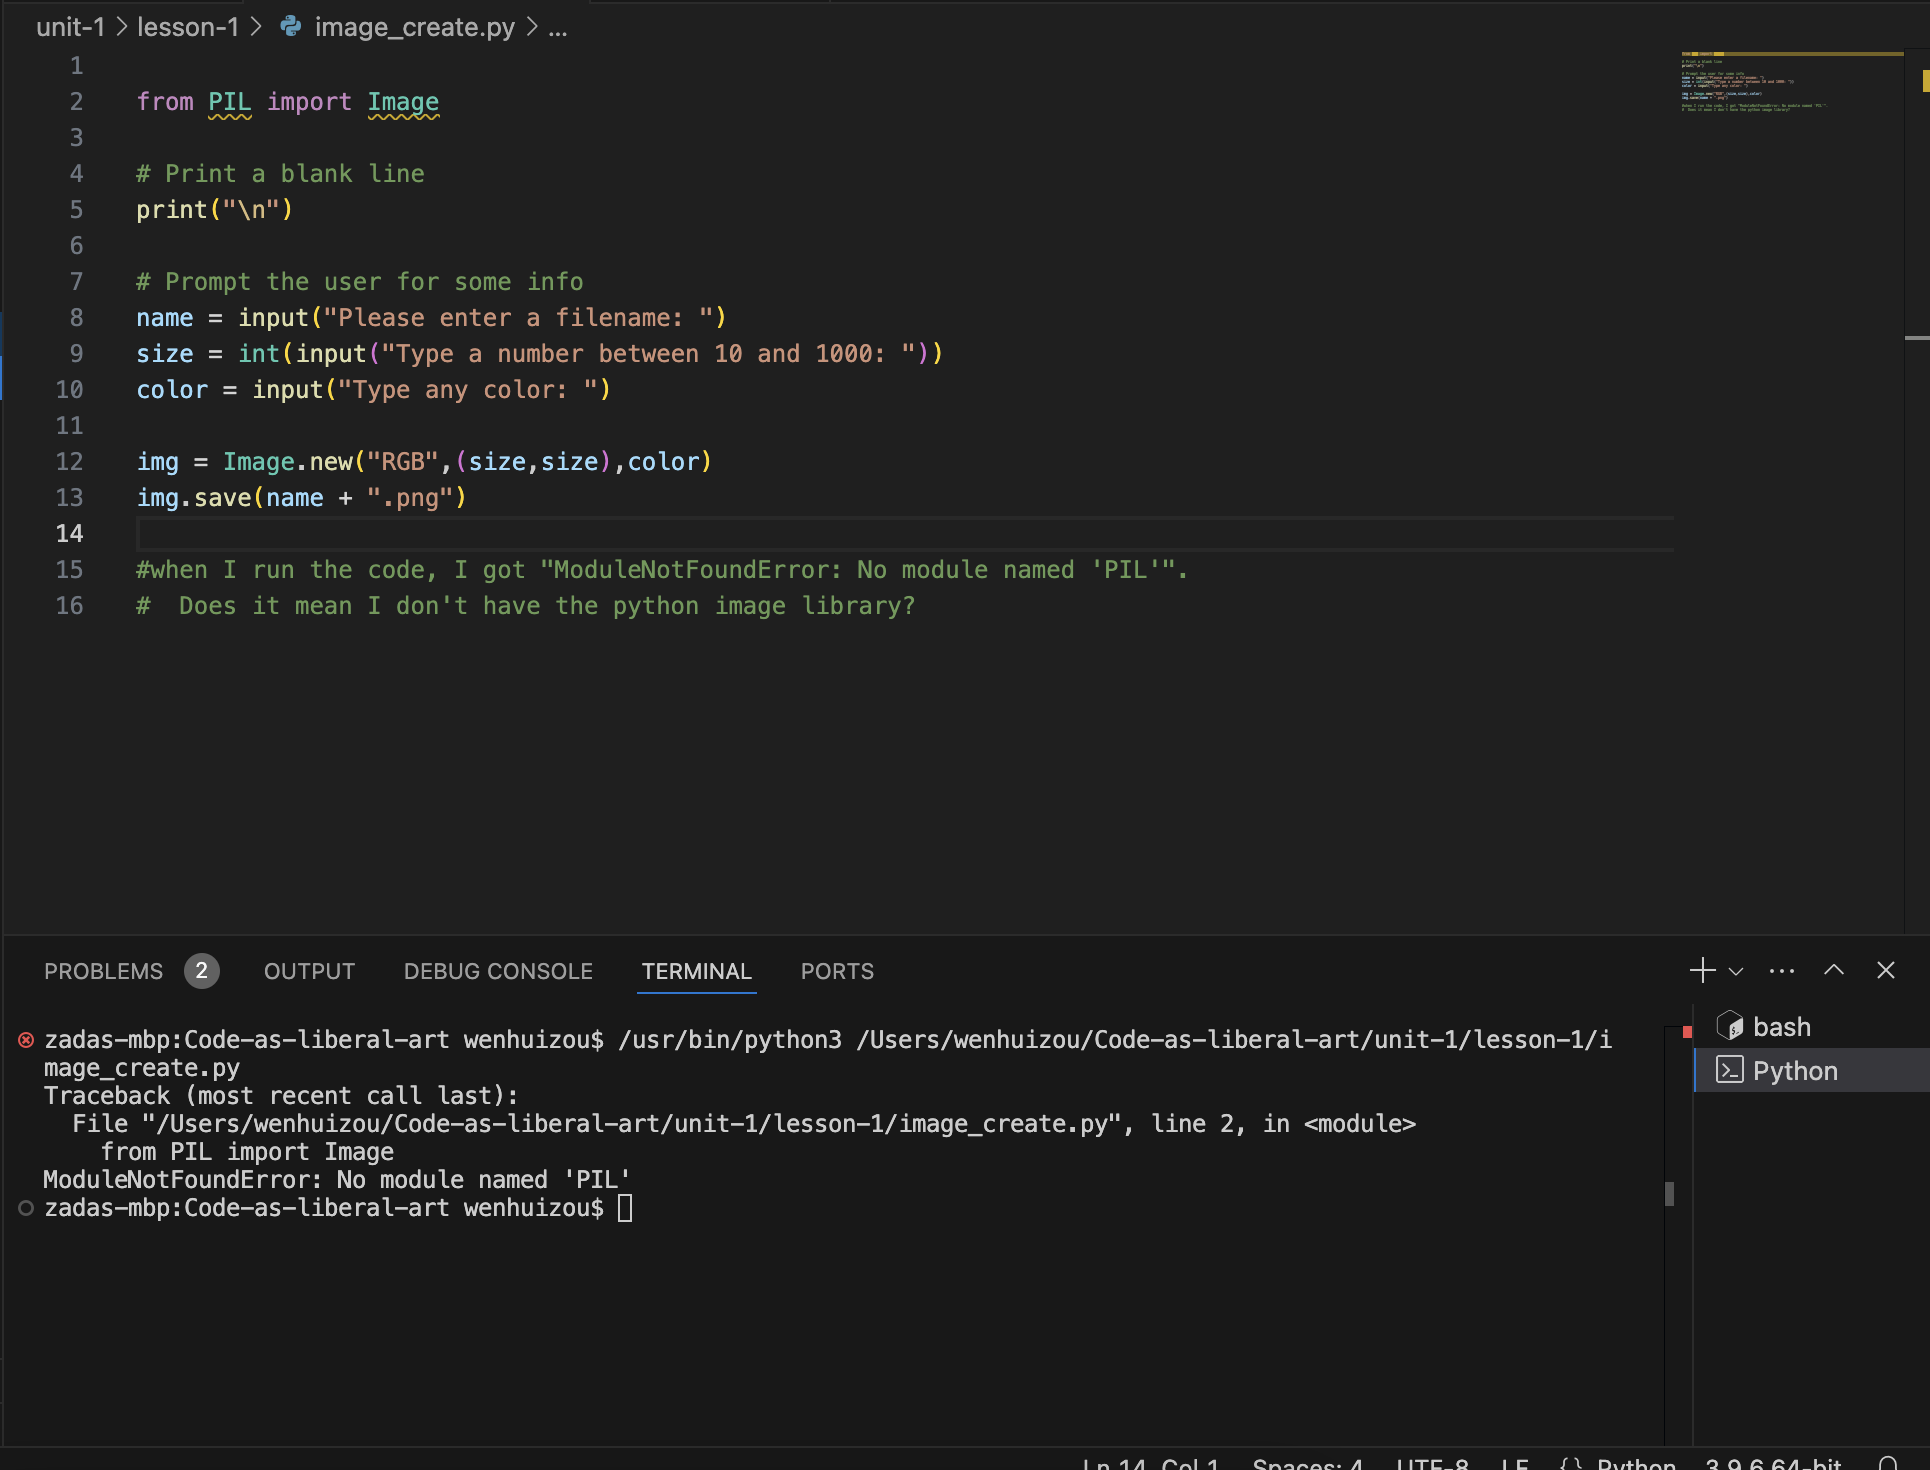 unit-1 > lesson-1 > image_create.py > ...
1
2 from PIL import Image
3
4 # Print a blank line
5 print("\n")
6
7 # Prompt the user for some info
8 name = input("Please enter a filename: ")
9 size = int(input("Type a number between 10 and 1000: "))
10 color = input("Type any color: ")
11
12 img = Image.new("RGB",(size,size),color)
13 img.save(name + ".png")
14
15 #when I run the code, I got "ModuleNotFoundError: No module named 'PIL'".
16 #  Does it mean I don't have the python image library?
PROBLEMS 2 OUTPUT DEBUG CONSOLE TERMINAL PORTS
zadas-mbp:Code-as-liberal-art wenhuizou$ /usr/bin/python3 /Users/wenhuizou/Code-as-liberal-art/unit-1/lesson-1/i
mage_create.py
Traceback (most recent call last):
  File "/Users/wenhuizou/Code-as-liberal-art/unit-1/lesson-1/image_create.py", line 2, in <module>
    from PIL import Image
ModuleNotFoundError: No module named 'PIL'
zadas-mbp:Code-as-liberal-art wenhuizou$
bash
Python
Ln 14, Col 1 Spaces: 4 UTF-8 LF {} Python 3.9.6 64-bit